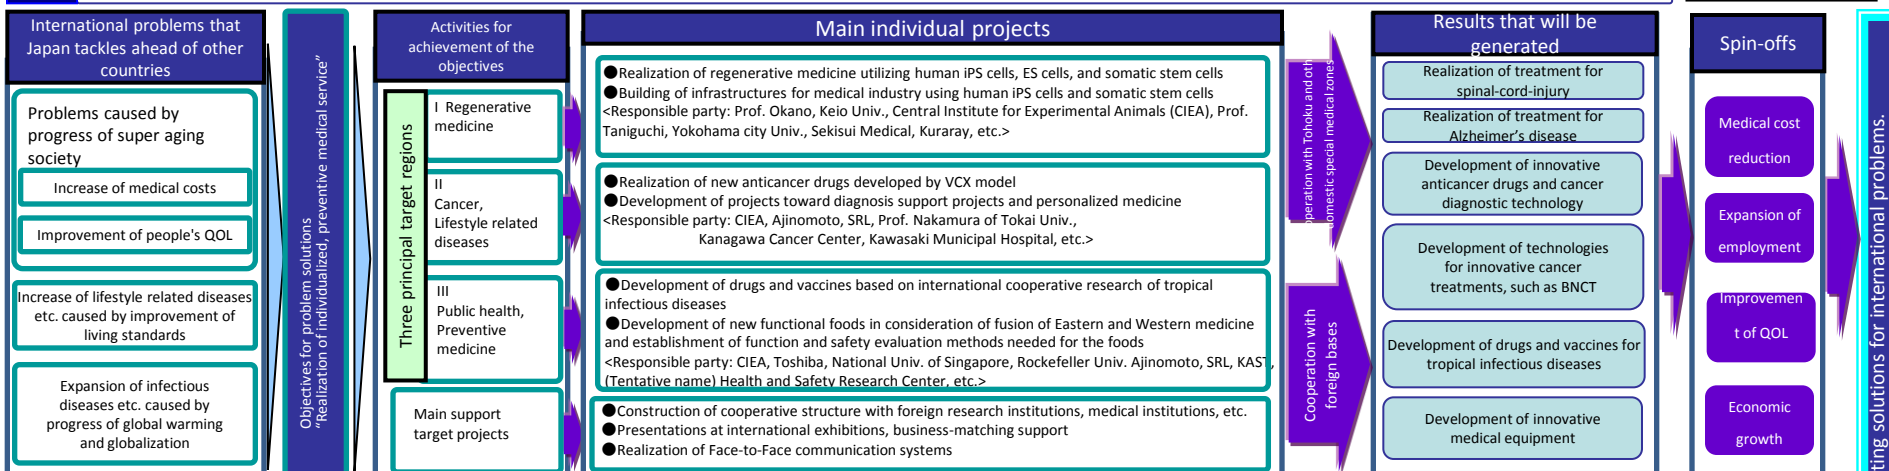 International problems that
Japan tackles ahead of other
countries
Problems caused by
progress of super aging
society
Increase of medical costs
Improvement of people's QOL
Increase of lifestyle related diseases
etc. caused by improvement of
living standards
Expansion of infectious
diseases etc. caused by
progress of global warming
and globalization
Objectives for problem solutions
“Realization of individualized, preventive medical service”
Activities for
achievement of the
objectives
Three principal target regions
I Regenerative
medicine
II
Cancer,
Lifestyle related
diseases
III
Public health,
Preventive
medicine
Main support
target projects
Main individual projects
●Realization of regenerative medicine utilizing human iPS cells, ES cells, and somatic stem cells
●Building of infrastructures for medical industry using human iPS cells and somatic stem cells
<Responsible party: Prof. Okano, Keio Univ., Central Institute for Experimental Animals (CIEA), Prof.
Taniguchi, Yokohama city Univ., Sekisui Medical, Kuraray, etc.>
●Realization of new anticancer drugs developed by VCX model
●Development of projects toward diagnosis support projects and personalized medicine
<Responsible party: CIEA, Ajinomoto, SRL, Prof. Nakamura of Tokai Univ.,
Kanagawa Cancer Center, Kawasaki Municipal Hospital, etc.>
●Development of drugs and vaccines based on international cooperative research of tropical
infectious diseases
●Development of new functional foods in consideration of fusion of Eastern and Western medicine
and establishment of function and safety evaluation methods needed for the foods
<Responsible party: CIEA, Toshiba, National Univ. of Singapore, Rockefeller Univ. Ajinomoto, SRL, KAST,
(Tentative name) Health and Safety Research Center, etc.>
●Construction of cooperative structure with foreign research institutions, medical institutions, etc.
●Presentations at international exhibitions, business-matching support
●Realization of Face-to-Face communication systems
operation with Tohoku and oth
domestic special medical zones
Cooperation with
foreign bases
Results that will be
generated
Realization of treatment for
spinal-cord-injury
Realization of treatment for
Alzheimer’s disease
Development of innovative
anticancer drugs and cancer
diagnostic technology
Development of technologies
for innovative cancer
treatments, such as BNCT
Development of drugs and vaccines for
tropical infectious diseases
Development of innovative
medical equipment
Spin-offs
Medical cost
reduction
Expansion of
employment
Improvemen
t of QOL
Economic
growth
ting solutions for international problems.